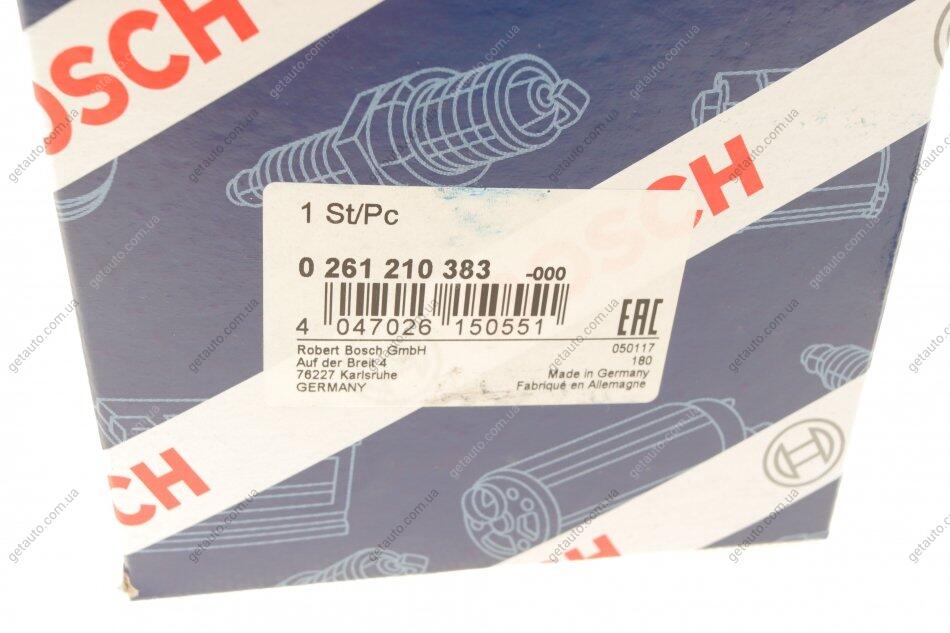 BOSCH
BOSCH
1 St/Pc
0 261 210 383 -000
4 047026 150551
EAC
Robert Bosch GmbH
Auf der Breit 4
76227 Karlsruhe
GERMANY
050117
180
Made in Germany
Fabriqué en Allemagne
BOSCH
getauto.com.ua